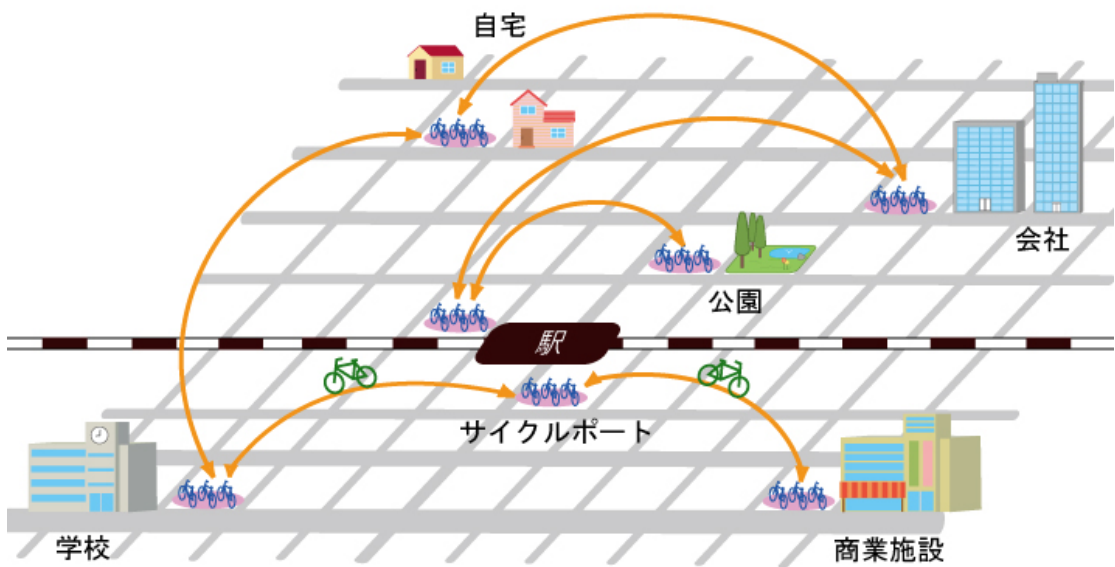 自宅
会社
公園
駅
サイクルポート
学校
商業施設